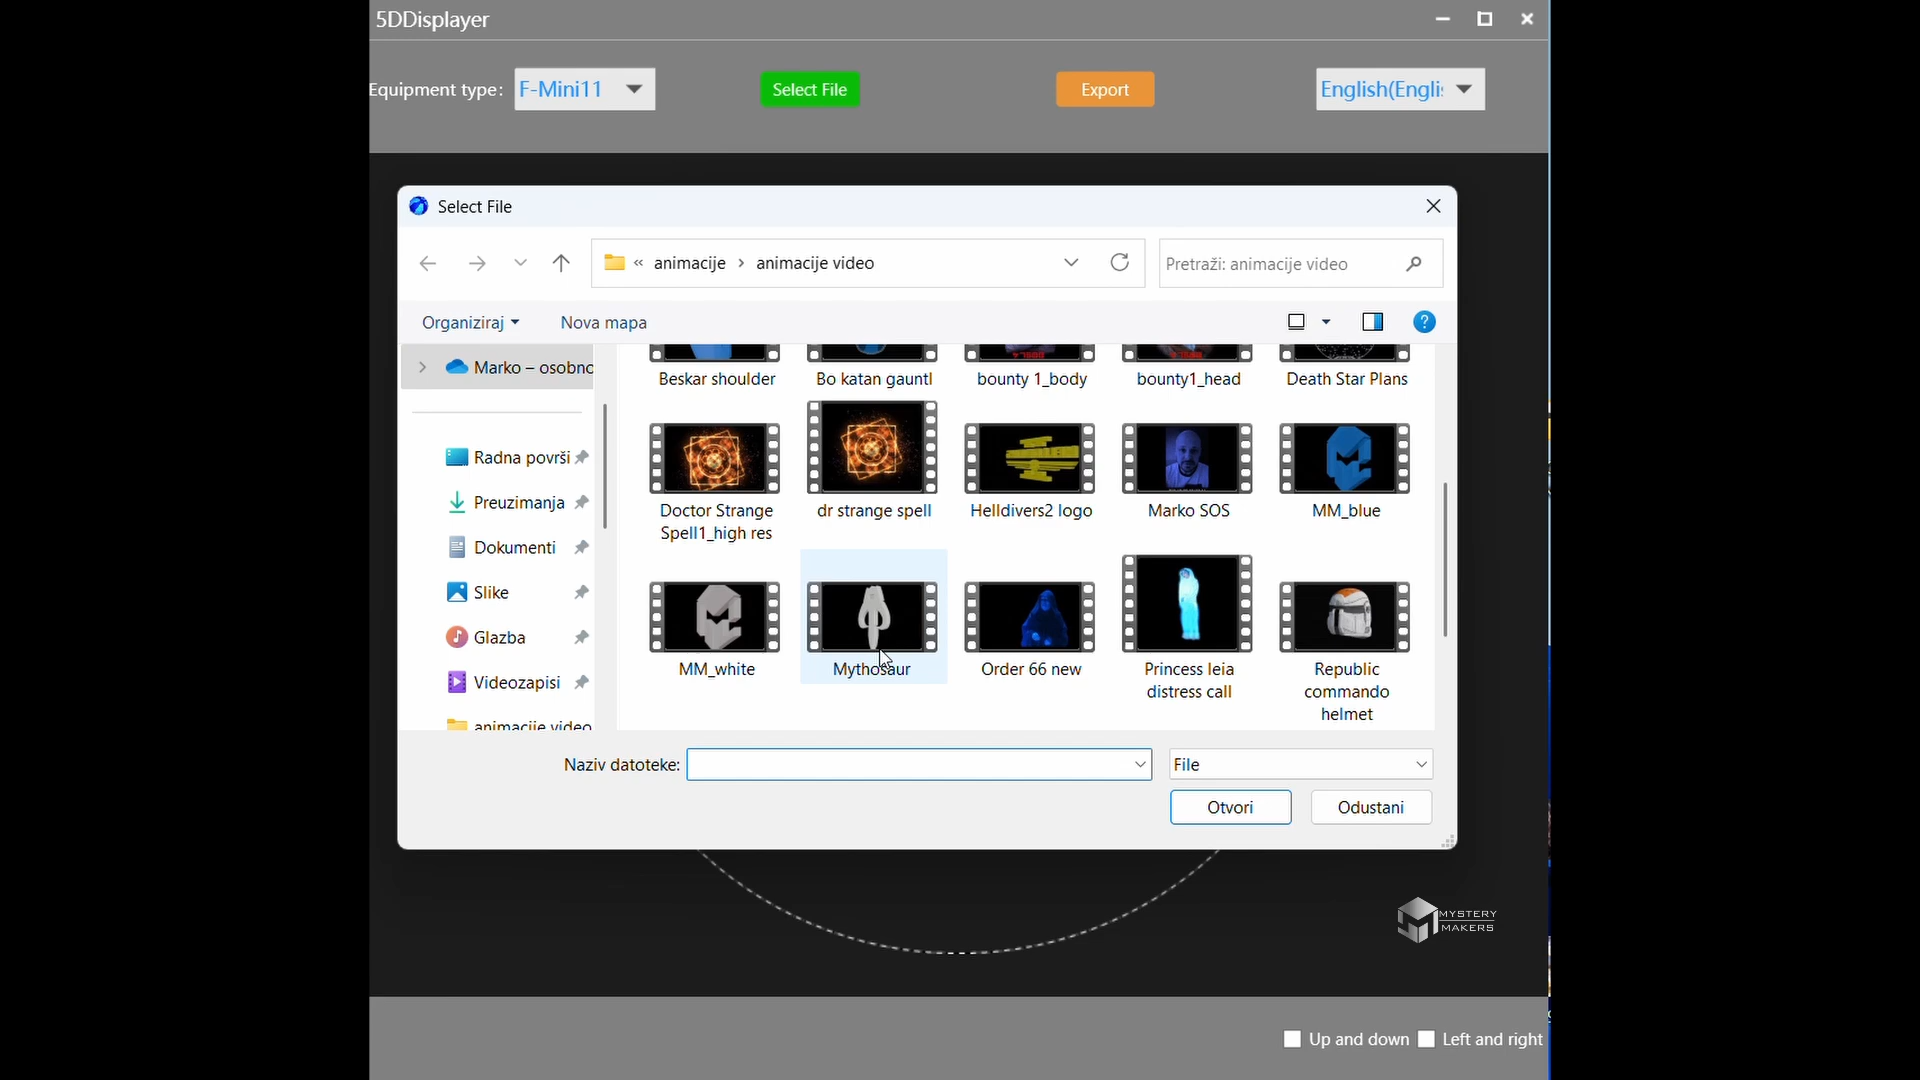 5DDisplayer
Equipment type:
F-Mini11
Select File
Export
English(Englis
Select File
« animacije > animacije video
Pretraži: animacije video
Organiziraj
Nova mapa
Marko – osobno
Radna površi
Preuzimanja
Dokumenti
Slike
Glazba
Videozapisi
animacije video
Beskar shoulder
Bo katan gauntl
bounty 1_body
bounty1_head
Death Star Plans
Doctor Strange
Spell1_high res
dr strange spell
Helldivers2 logo
Marko SOS
MM_blue
MM_white
Mythosaur
Order 66 new
Princess leia
distress call
Republic
commando
helmet
Naziv datoteke:
File
Otvori
Odustani
MYSTERY
MAKERS
Up and down
Left and right